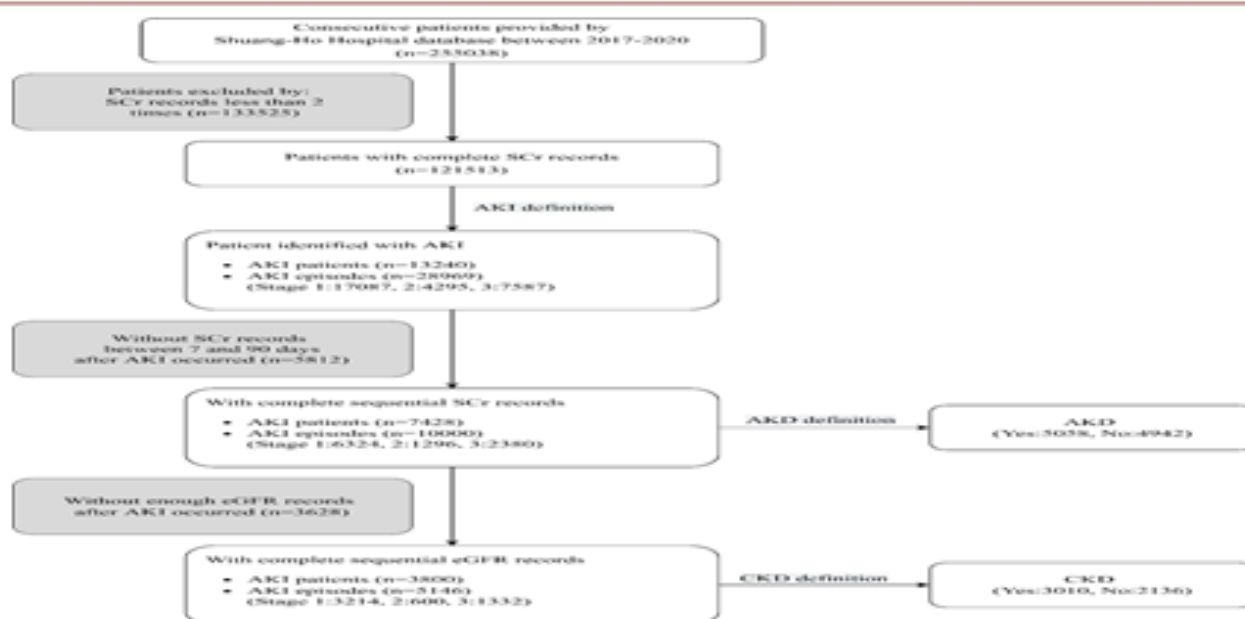 Consecutive patients provided by
Shuang-Ho Hospital database between 2017-2020
(n=255038)
Patients excluded by:
SCr records less than 2
times (n=133525)
Patients with complete SCr records
(n=121513)
AKI definition
Patient identified with AKI
• AKI patients (n=13240)
• AKI episodes (n=28969)
(Stage 1:17087, 2:4295, 3:7587)
Without SCr records
between 7 and 90 days
after AKI occurred (n=5812)
With complete sequential SCr records
• AKI patients (n=7428)
• AKI episodes (n=10000)
(Stage 1:6324, 2:1296, 3:2380)
AKD definition
AKD
(Yes:5058, No:4942)
Without enough eGFR records
after AKI occurred (n=3628)
With complete sequential eGFR records
• AKI patients (n=3800)
• AKI episodes (n=5146)
(Stage 1:3214, 2:600, 3:1332)
CKD definition
CKD
(Yes:3010, No:2136)